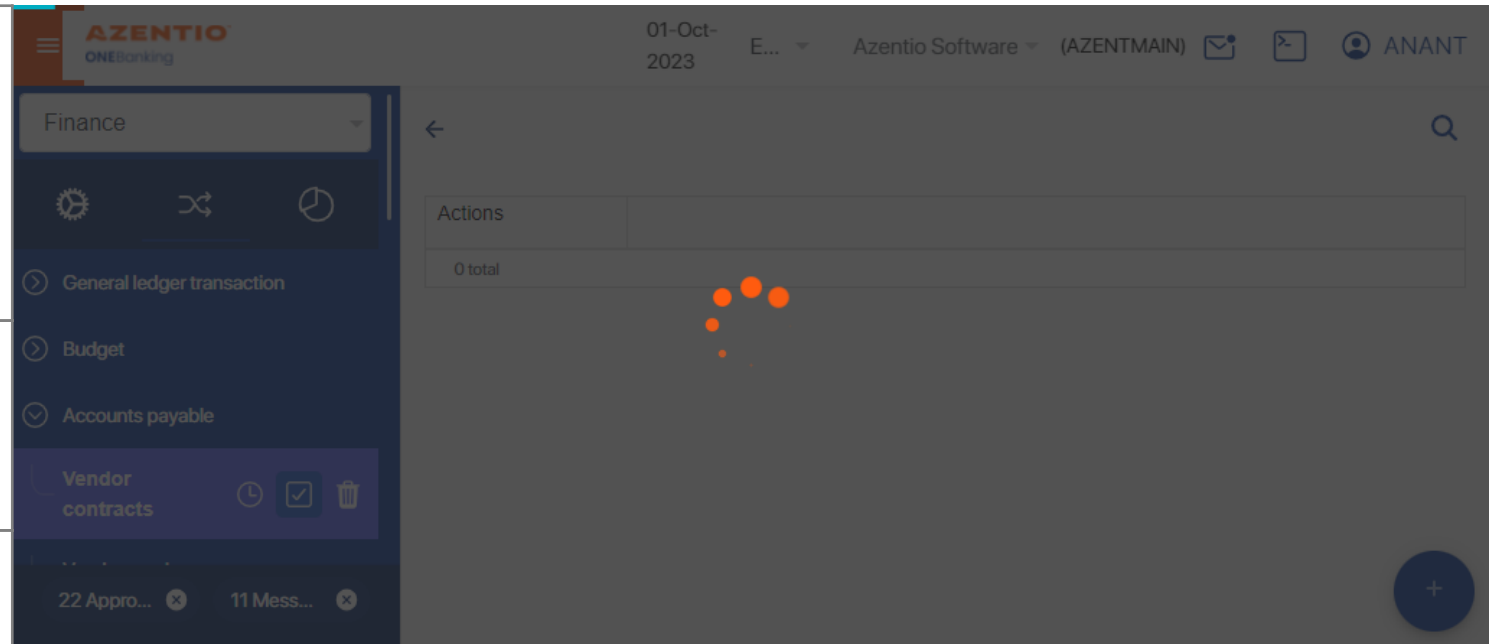 AZENTIO
ONEBanking
01-Oct-
2023
E...
Azentio Software
(AZENTMAIN)
ANANT
Finance
Actions
0 total
General ledger transaction
Budget
Accounts payable
Vendor
contracts
22 Appro...
11 Mess...